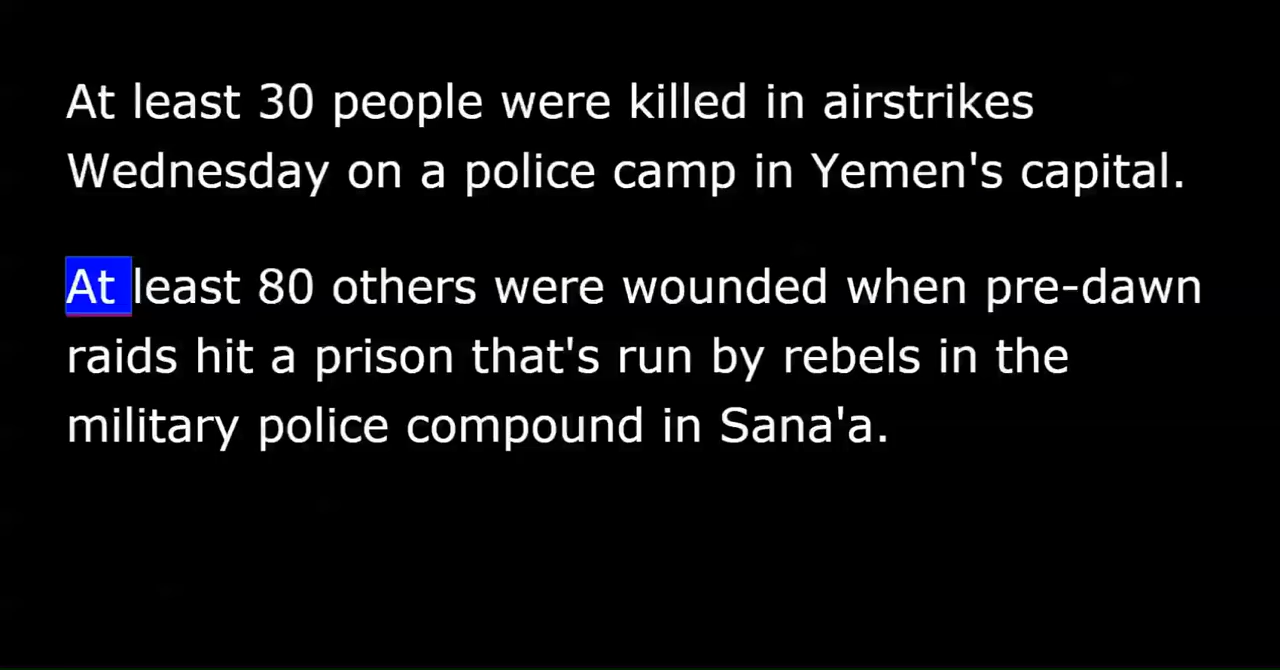 At least 30 people were killed in airstrikes
Wednesday on a police camp in Yemen's capital.
At least 80 others were wounded when pre-dawn
raids hit a prison that's run by rebels in the
military police compound in Sana'a.